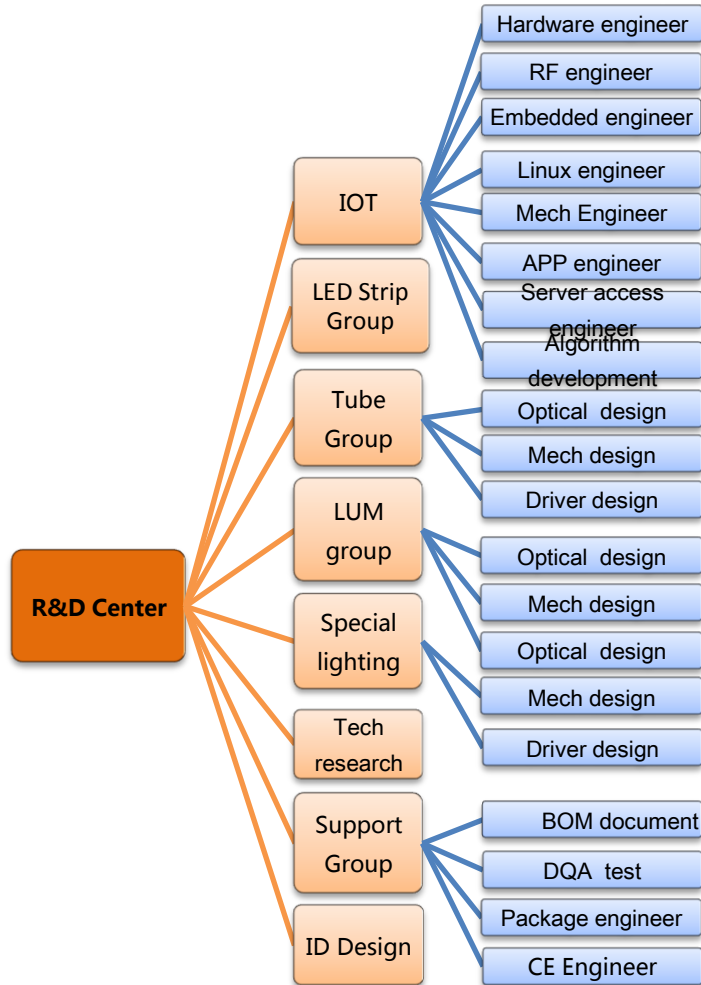 R&D Center
IOT
LED Strip
Group
Tube
Group
LUM
group
Special
lighting
Tech
research
Support
Group
ID Design
Hardware engineer
RF engineer
Embedded engineer
Linux engineer
Mech Engineer
APP engineer
Server access
engineer
Algorithm
development
Optical design
Mech design
Driver design
Optical design
Mech design
Optical design
Mech design
Driver design
BOM document
DQA test
Package engineer
CE Engineer